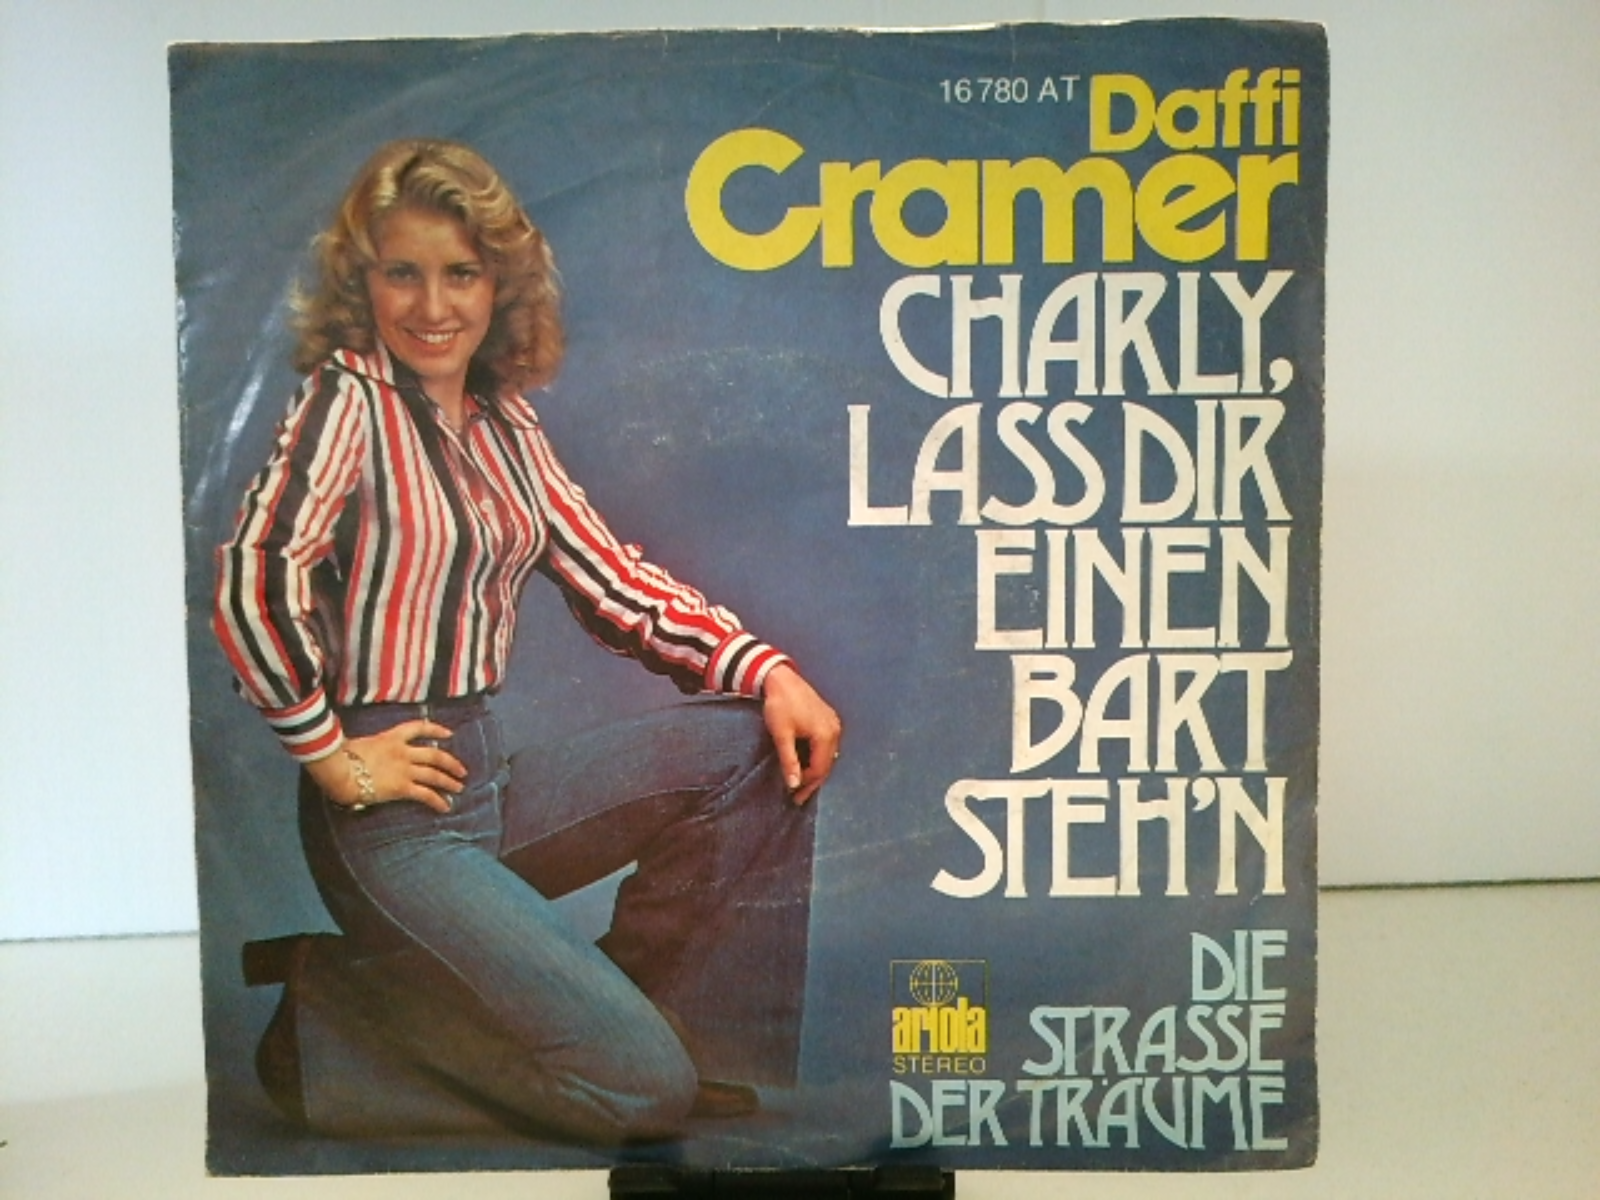 16 780 AT Daffi
Cramer
CHARLY,
LASS DIR
EINEN
BART
STEH'N
DIE
STRASSE
DER TRÄUME
ariola
STEREO